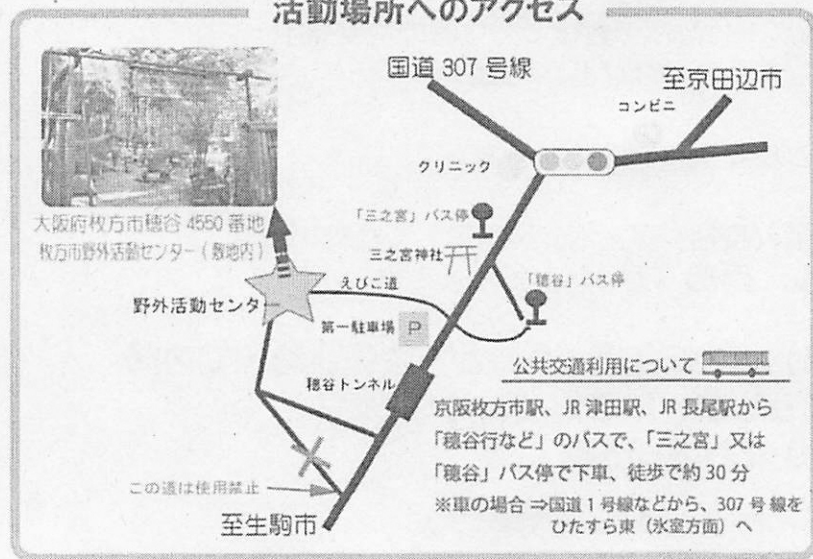 活動場所へのアクセス
国道 307 号線
至京田辺市
コンビニ
クリニック
「三之宮」バス停
大阪府枚方市穂谷 4550 番地
枚方市野外活動センター（敷地内）
三之宮神社
「穂谷」バス停
えびこ道
野外活動センター
第一駐車場 P
公共交通利用について
穂谷トンネル
京阪枚方市駅、JR 津田駅、JR 長尾駅から
「穂谷行など」のバスで、「三之宮」又は
「穂谷」バス停で下車、徒歩で約 30 分
この道は使用禁止
※車の場合 ⇒国道 1 号線などから、307 号線を
ひたすら東（氷室方面）へ
至生駒市